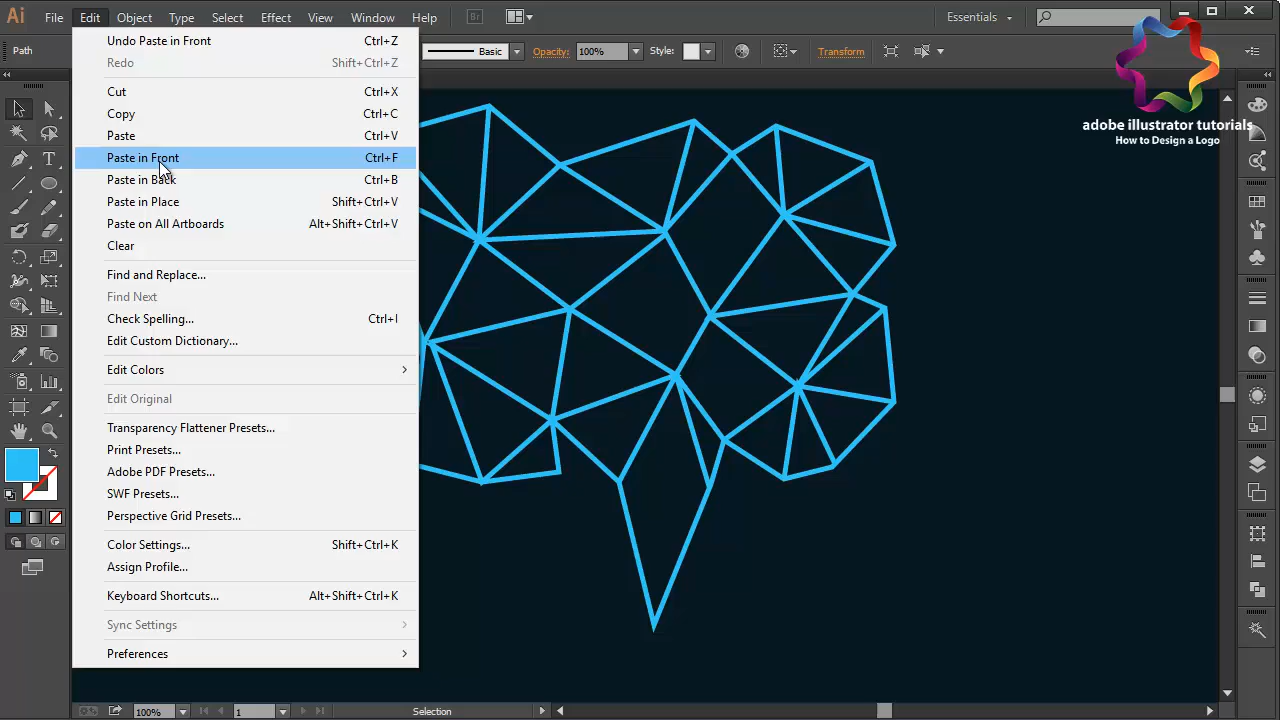 Ai File Edit Object Type Select Effect View Window Help Br Essentials
Path Basic Opacity: 100% Style: Transform
Undo Paste in Front Ctrl+Z
Redo Shift+Ctrl+Z
Cut Ctrl+X
Copy Ctrl+C
Paste Ctrl+V
Paste in Front Ctrl+F
Paste in Back Ctrl+B
Paste in Place Shift+Ctrl+V
Paste on All Artboards Alt+Shift+Ctrl+V
Clear
Find and Replace...
Find Next
Check Spelling... Ctrl+I
Edit Custom Dictionary...
Edit Colors
Edit Original
Transparency Flattener Presets...
Print Presets...
Adobe PDF Presets...
SWF Presets...
Perspective Grid Presets...
Color Settings... Shift+Ctrl+K
Assign Profile...
Keyboard Shortcuts... Alt+Shift+Ctrl+K
Sync Settings
Preferences
adobe illustrator tutorials
How to Design a Logo
T
100% 1 Selection